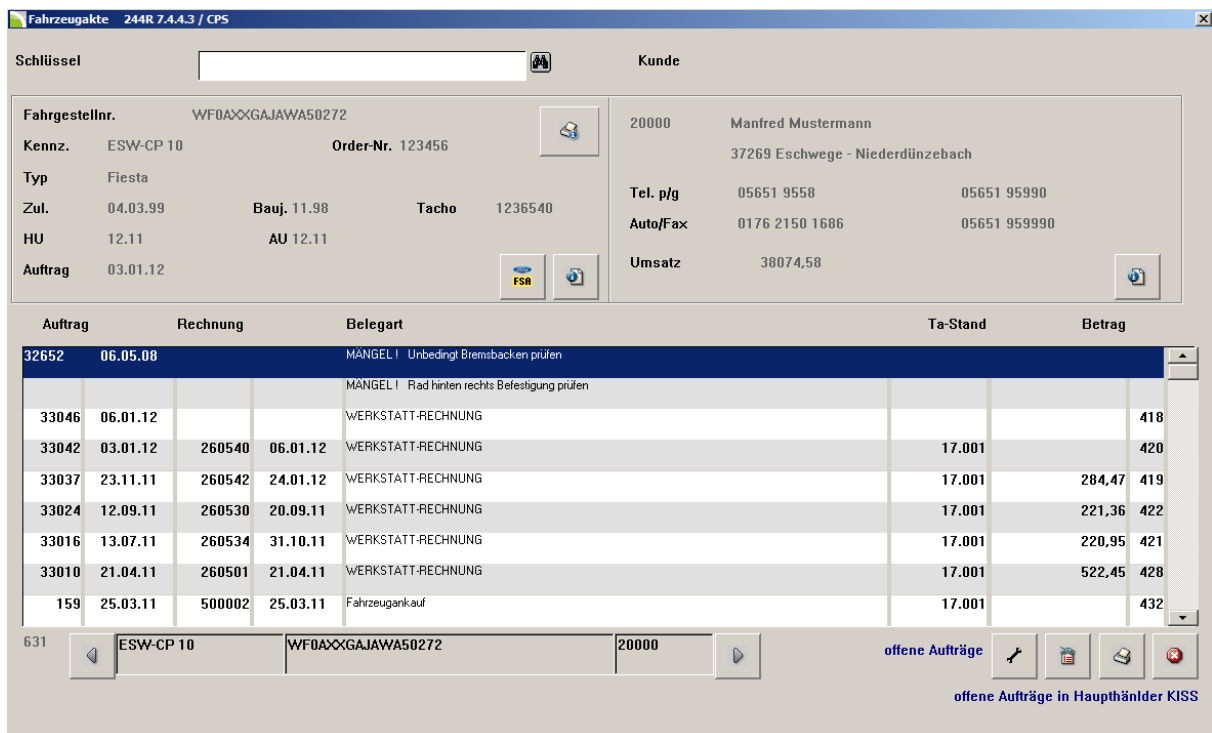 Fahrzeugakte 244R 7.4.4.3 / CPS
Schlüssel Kunde
Fahrgestellnr. WF0AXXGAJAWA50272
Kennz. ESW-CP 10 Order-Nr. 123456
Typ Fiesta
Zul. 04.03.99 Bauj. 11.98 Tacho 1236540
HU 12.11 AU 12.11
Auftrag 03.01.12
FSA
20000 Manfred Mustermann
37269 Eschwege - Niederdünzebach
Tel. p/g 05651 9558 05651 95990
Auto/Fax 0176 2150 1686 05651 959990
Umsatz 38074,58
Auftrag Rechnung Belegart Ta-Stand Betrag
32652 06.05.08 MÄNGEL ! Unbedingt Bremsbacken prüfen
MÄNGEL ! Rad hinten rechts Befestigung prüfen
33046 06.01.12 WERKSTATT-RECHNUNG 418
33042 03.01.12 260540 06.01.12 WERKSTATT-RECHNUNG 17.001 420
33037 23.11.11 260542 24.01.12 WERKSTATT-RECHNUNG 17.001 284,47 419
33024 12.09.11 260530 20.09.11 WERKSTATT-RECHNUNG 17.001 221,36 422
33016 13.07.11 260534 31.10.11 WERKSTATT-RECHNUNG 17.001 220,95 421
33010 21.04.11 260501 21.04.11 WERKSTATT-RECHNUNG 17.001 522,45 428
159 25.03.11 500002 25.03.11 Fahrzeugankauf 17.001 432
631 ESW-CP 10 WF0AXXGAJAWA50272 20000 offene Aufträge
offene Aufträge in Haupthänlder KISS